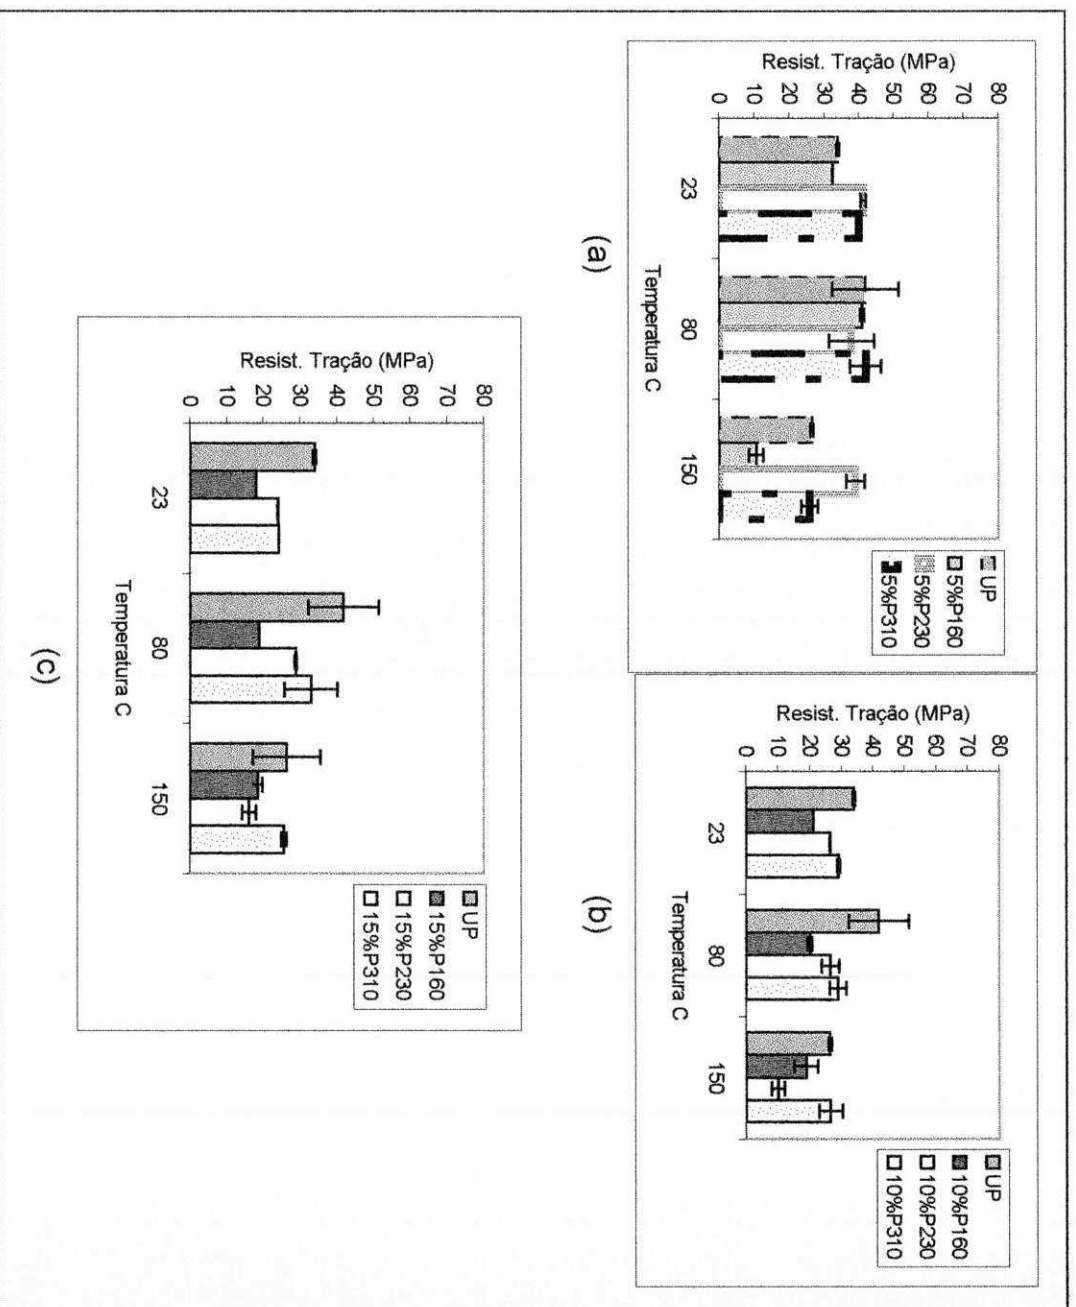 80
70
60
50
40
30
20
10
0
Resist. Tração (MPa)
23
80
150
Temperatura C
UP
5%P160
5%P230
5%P310
(a)
80
70
60
50
40
30
20
10
0
Resist. Tração (MPa)
23
80
150
Temperatura C
UP
10%P160
10%P230
10%P310
(b)
80
70
60
50
40
30
20
10
0
Resist. Tração (MPa)
23
80
150
Temperatura C
UP
15%P160
15%P230
15%P310
(c)